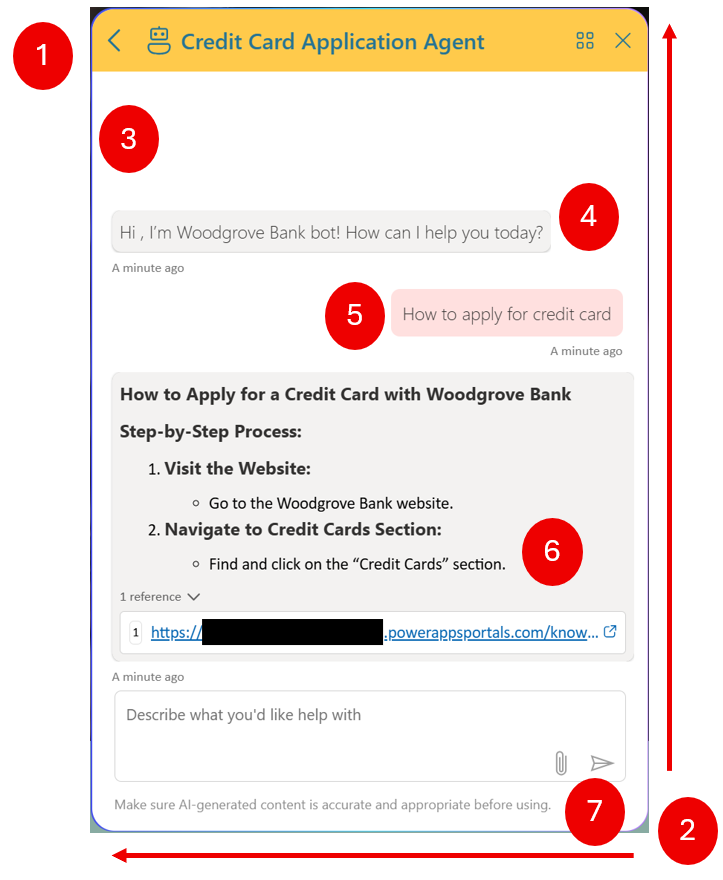 1
Credit Card Application Agent
3
4
Hi , I’m Woodgrove Bank bot! How can I help you today?
A minute ago
5
How to apply for credit card
A minute ago
How to Apply for a Credit Card with Woodgrove Bank
Step-by-Step Process:
1. Visit the Website:
Go to the Woodgrove Bank website.
2. Navigate to Credit Cards Section:
6
Find and click on the “Credit Cards” section.
1 reference
1 https:// .powerappsportals.com/know...
A minute ago
Describe what you'd like help with
Make sure AI-generated content is accurate and appropriate before using.
7
2